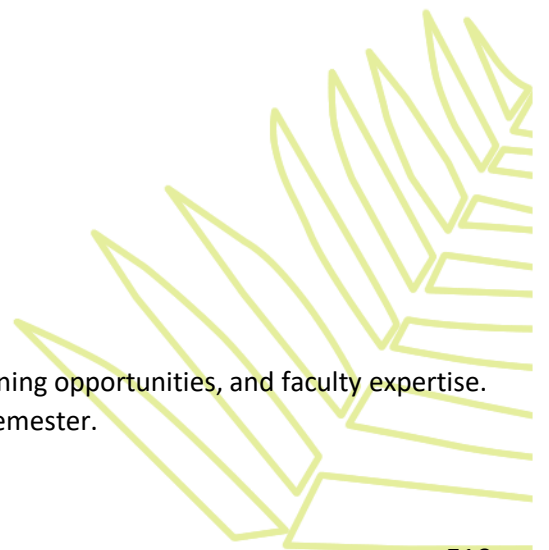 ning opportunities, and faculty expertise.
emester.